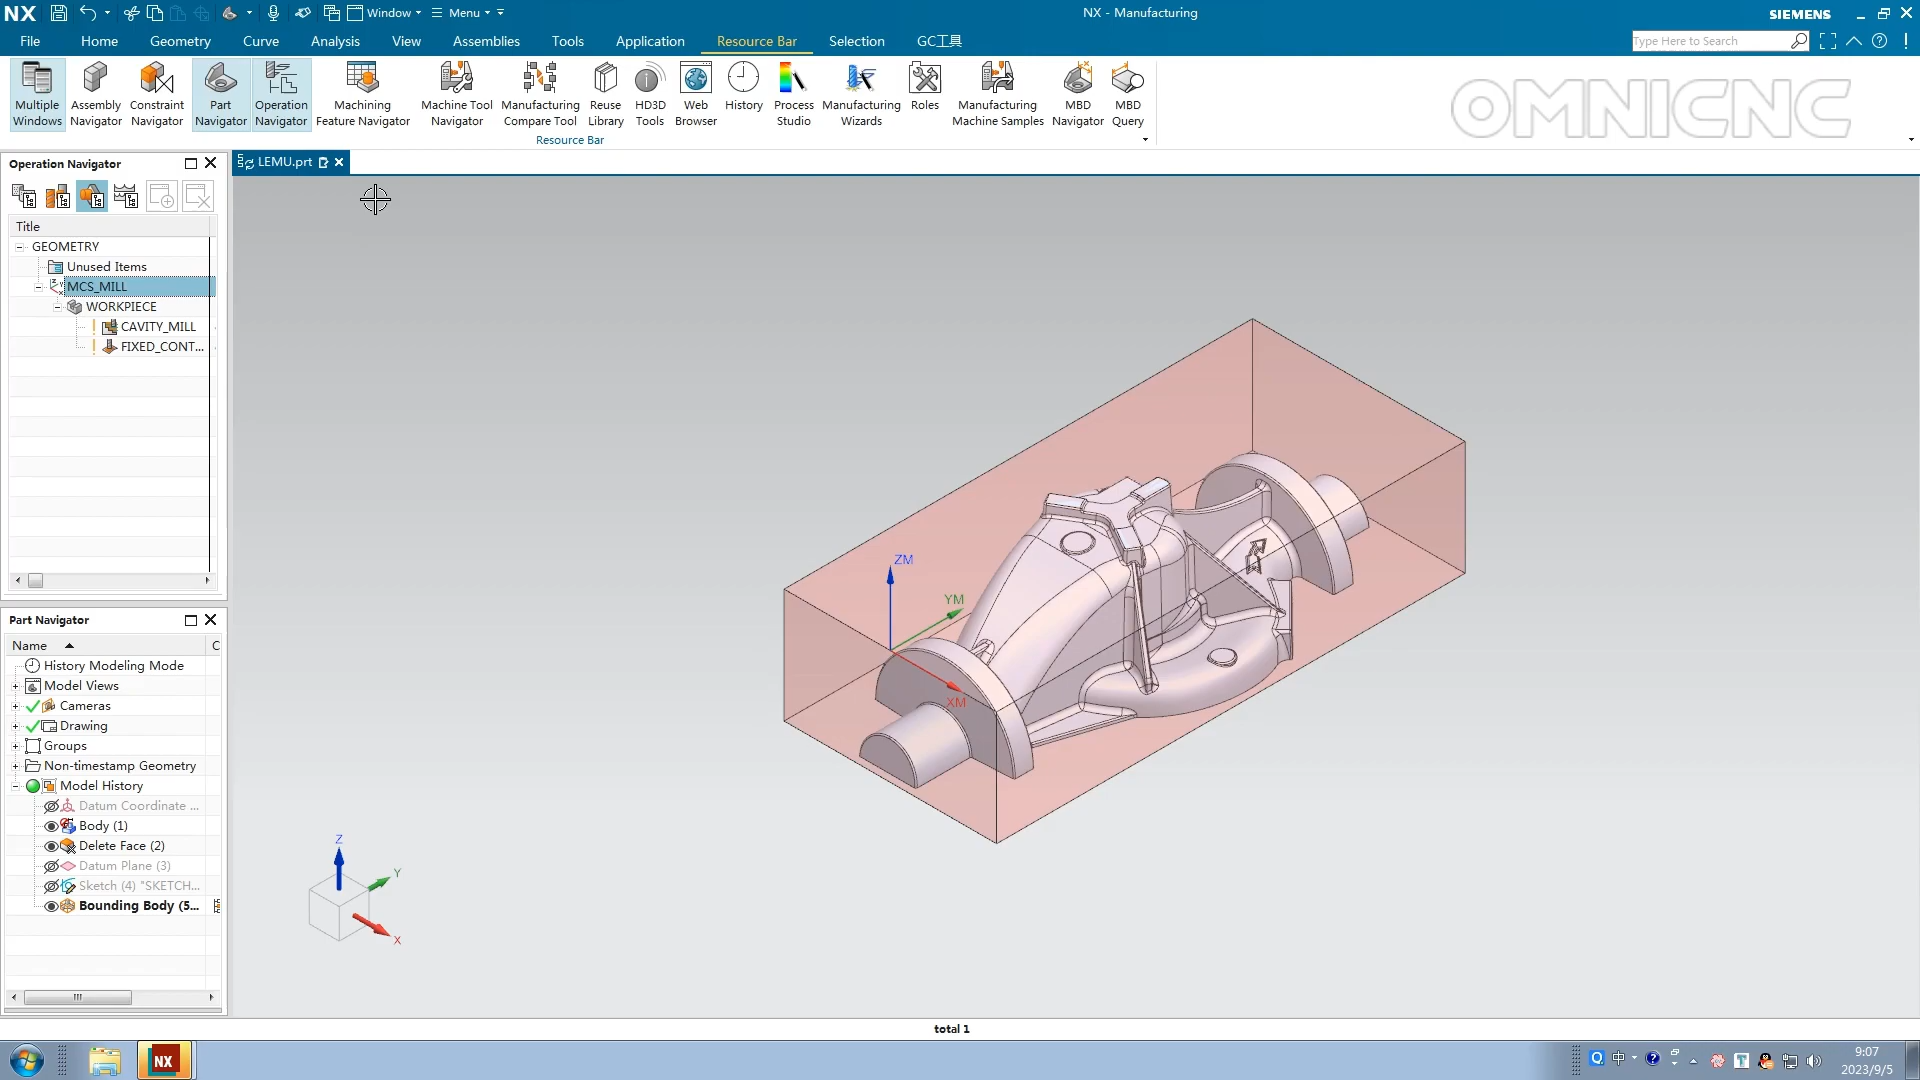 NX
Window
Menu
NX - Manufacturing
SIEMENS
File
Home
Geometry
Curve
Analysis
View
Assemblies
Tools
Application
Resource Bar
Selection
GC工具
Type Here to Search
Multiple Windows
Assembly Navigator
Constraint Navigator
Part Navigator
Operation Navigator
Machining Feature Navigator
Machine Tool Navigator
Manufacturing Compare Tool
Reuse Library
HD3D Tools
Web Browser
History
Process Studio
Manufacturing Wizards
Roles
Manufacturing Machine Samples
MBD Navigator
MBD Query
Resource Bar
OMNICNC
Operation Navigator
LEMU.prt
Title
GEOMETRY
Unused Items
MCS_MILL
WORKPIECE
CAVITY_MILL
FIXED_CONT...
Part Navigator
Name
C
History Modeling Mode
Model Views
Cameras
Drawing
Groups
Non-timestamp Geometry
Model History
Datum Coordinate ...
Body (1)
Delete Face (2)
Datum Plane (3)
Sketch (4) "SKETCH...
Bounding Body (5...
ZM
YM
XM
Z
Y
X
total 1
NX
中
9:07
2023/9/5